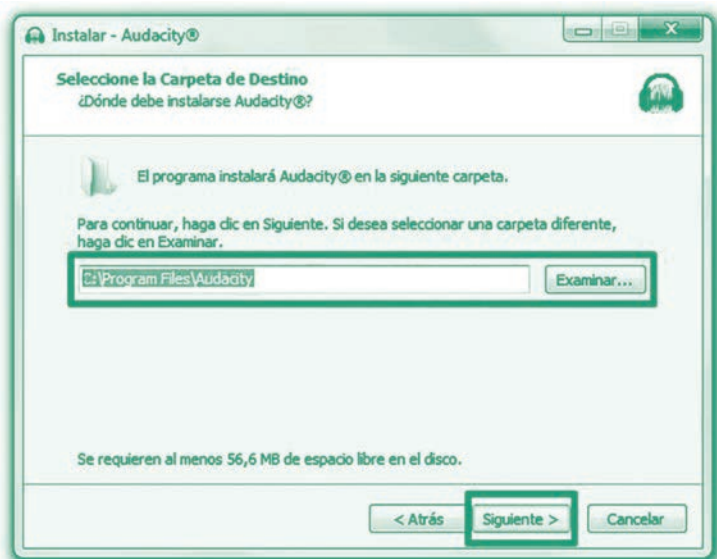 Instalar - Audacity®
Seleccione la Carpeta de Destino
¿Dónde debe instalarse Audacity®?
El programa instalará Audacity® en la siguiente carpeta.
Para continuar, haga clic en Siguiente. Si desea seleccionar una carpeta diferente,
haga clic en Examinar.
C:\Program Files\Audacity Examinar...
Se requieren al menos 56,6 MB de espacio libre en el disco.
< Atrás Siguiente > Cancelar